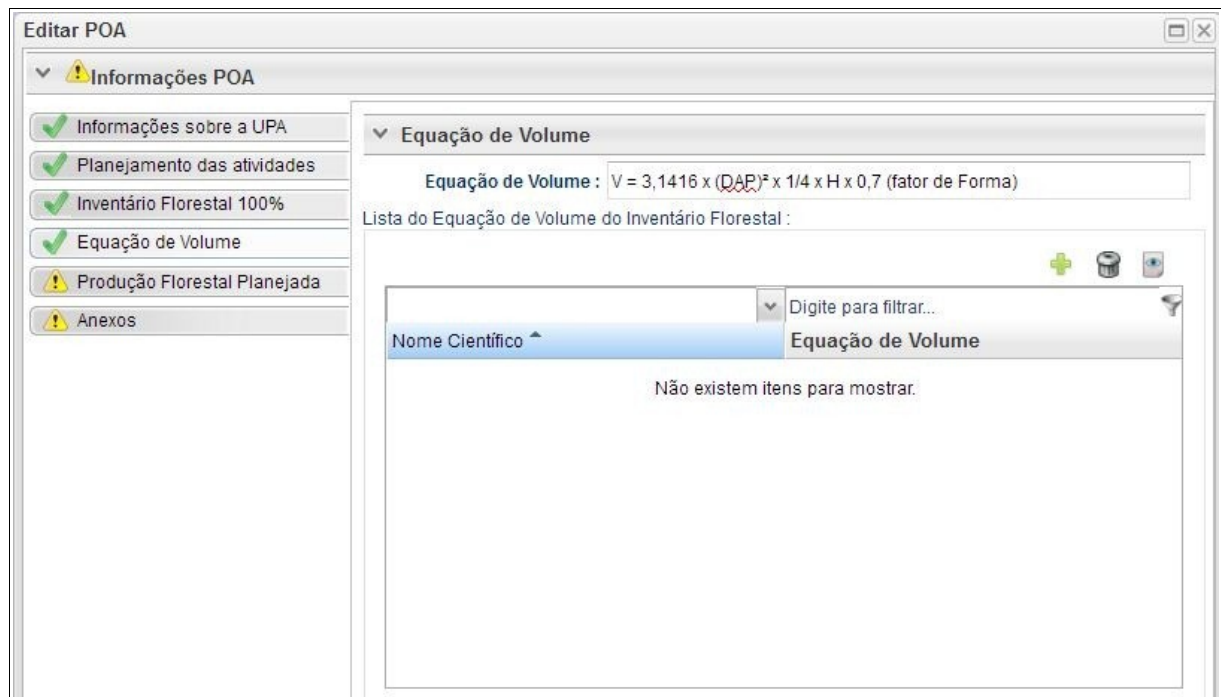 Editar POA
Informações POA
Informações sobre a UPA
Planejamento das atividades
Inventário Florestal 100%
Equação de Volume
Produção Florestal Planejada
Anexos
Equação de Volume
Equação de Volume : V = 3,1416 x (DAP)² x 1/4 x H x 0,7 (fator de Forma)
Lista do Equação de Volume do Inventário Florestal :
Digite para filtrar...
Nome Científico Equação de Volume
Não existem itens para mostrar.